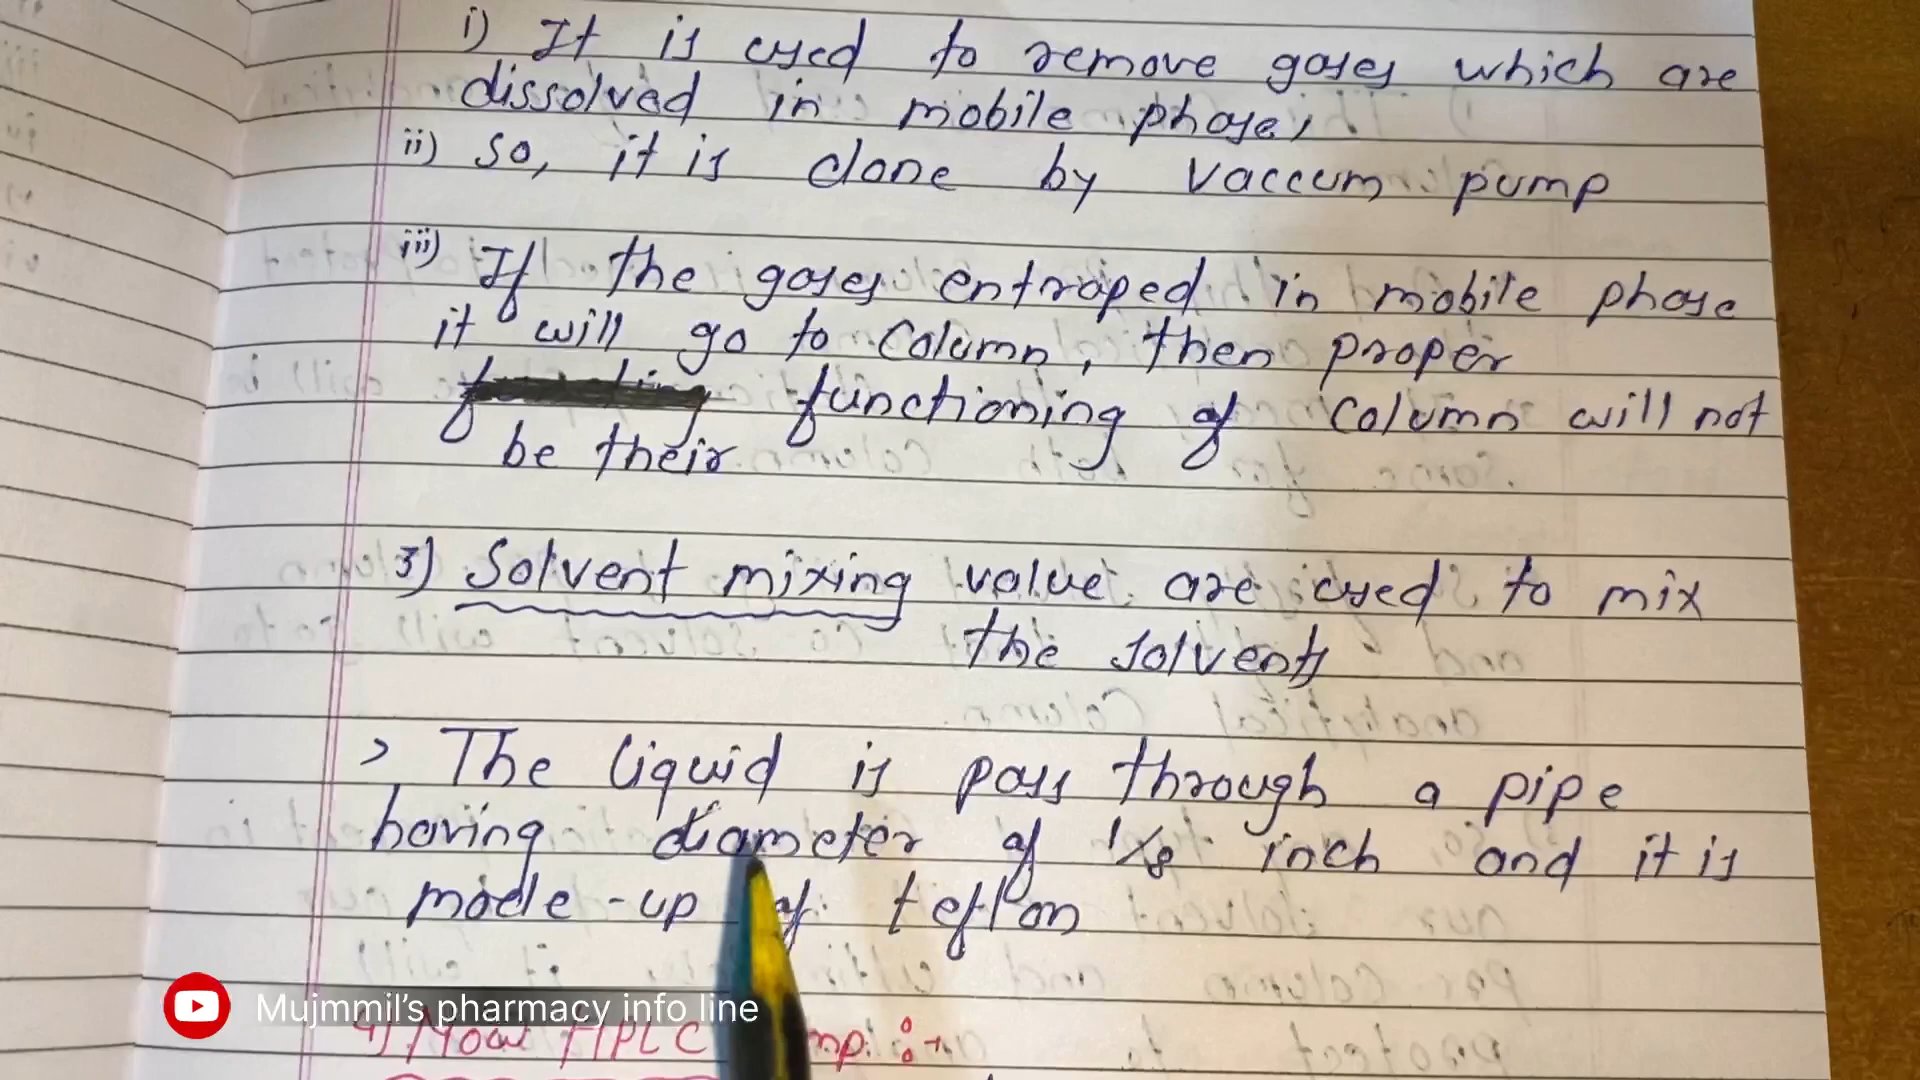 i) It is used to remove gases which are
dissolved in mobile phase,
ii) So, it is done by Vaccum pump
iii) If the gases entraped in mobile phase
it will go to Column, then proper
functioning of Column will not
be their
3) Solvent mixing value are used to mix
the solvents
> The liquid is pass through a pipe
having diameter of 1/8 inch and it is
made-up of teflon
Mujmmil's pharmacy info line
4) HPLC